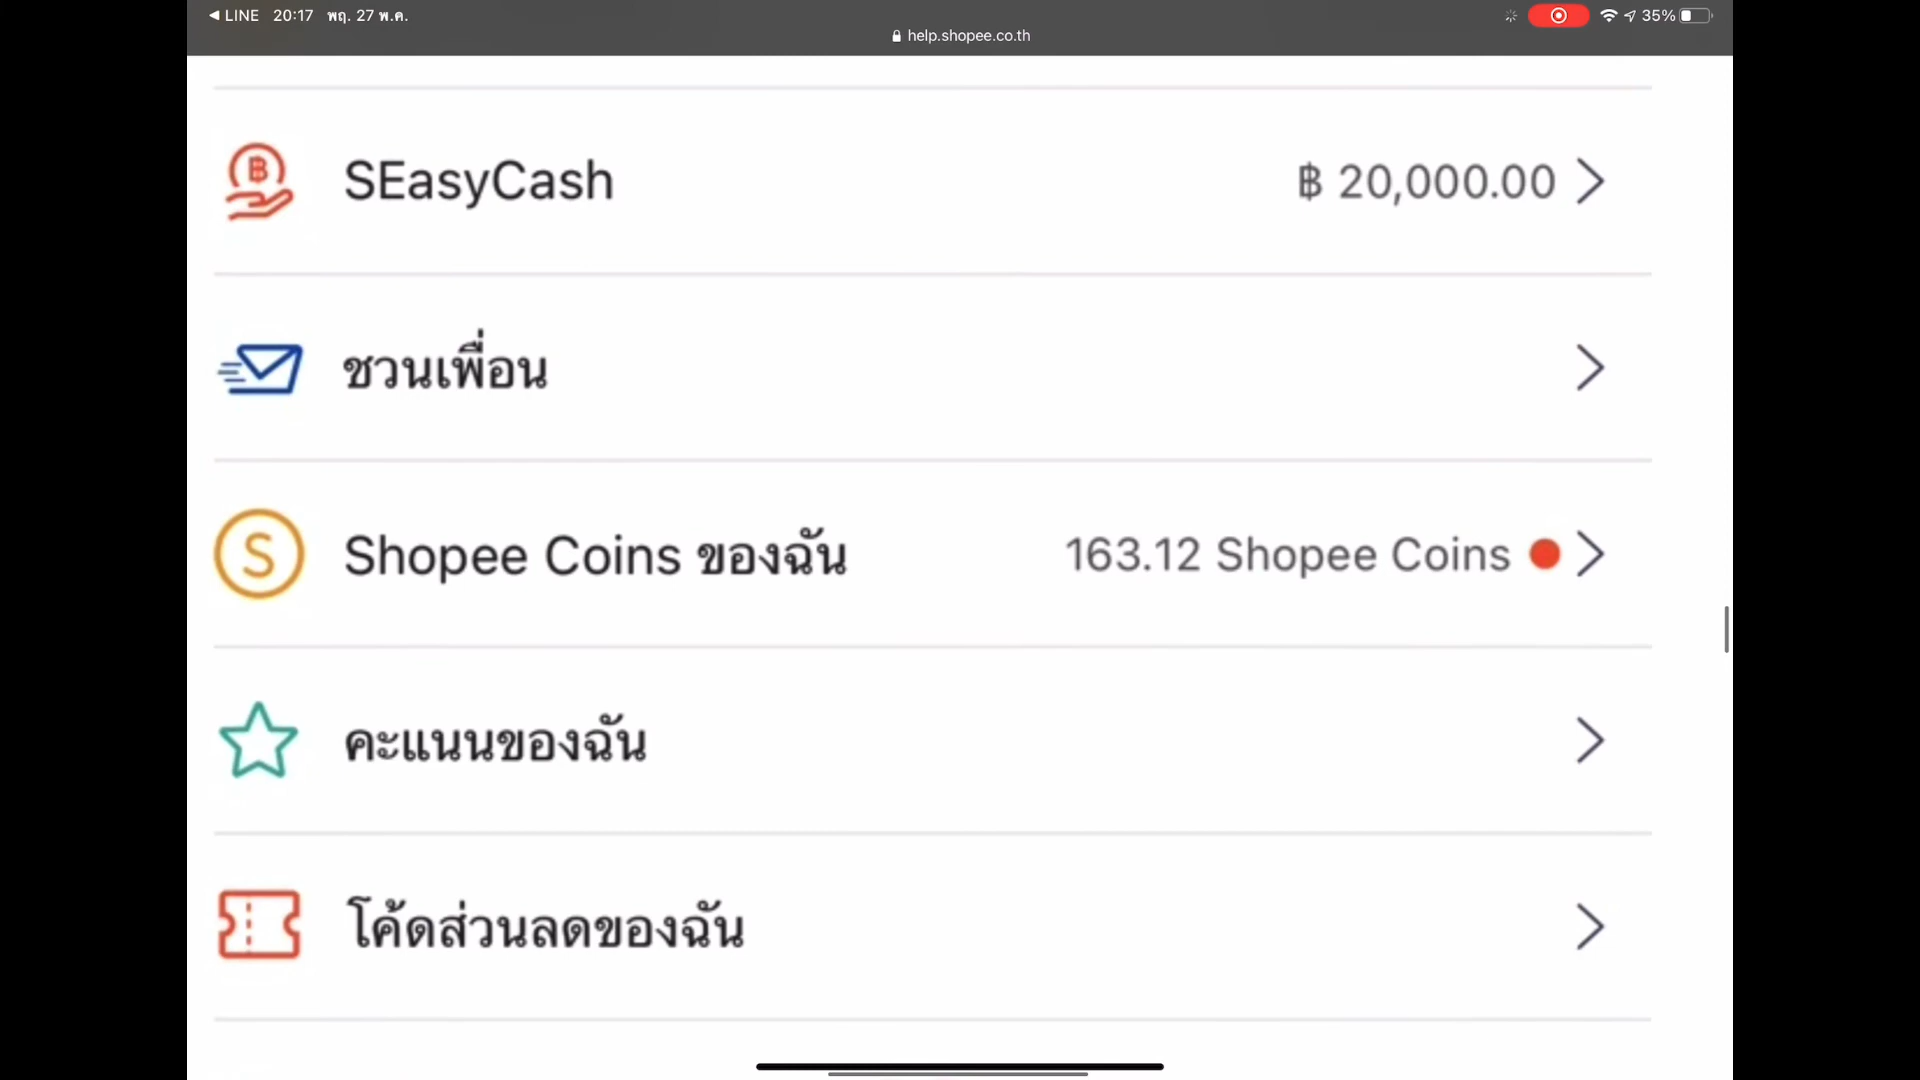 LINE 20:17 พฤ. 27 พ.ค. 35%
help.shopee.co.th
SEasyCash ฿ 20,000.00
ชวนเพื่อน
Shopee Coins ของฉัน 163.12 Shopee Coins
คะแนนของฉัน
โค้ดส่วนลดของฉัน